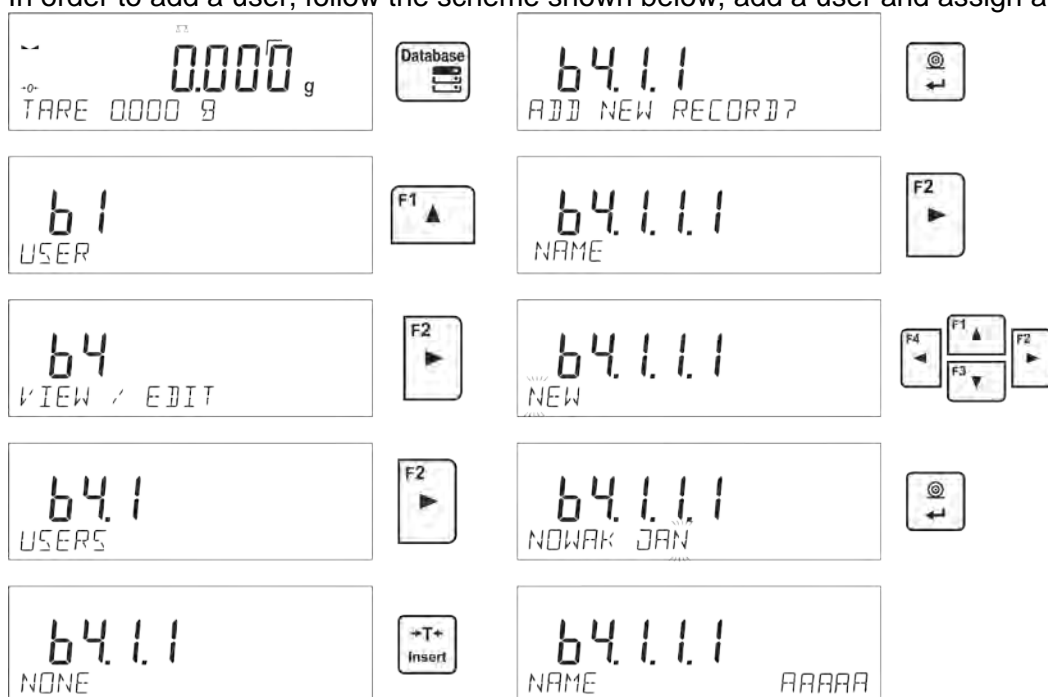 In order to add a user, follow the scheme shown below, add a user and assign a
0.000 g
-0-
TARE 0.000 g
Database
b1
USER
F1
b4
VIEW / EDIT
F2
b4.1
USERS
F2
b4.1.1
NONE
→T←
Insert
b4.1.1
ADD NEW RECORD?
b4.1.1.1
NAME
F2
b4.1.1.1
NEW
F4 F1 F2
F3
b4.1.1.1
NOWAK JAN
b4.1.1.1
NAME AAAAA